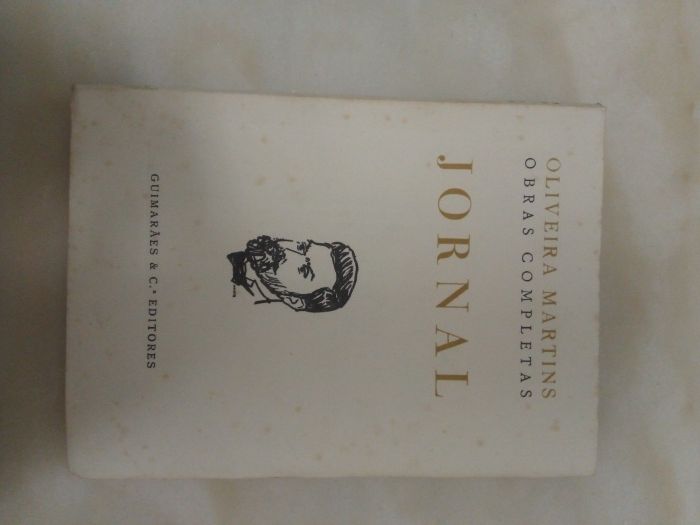 OLIVEIRA MARTINS
OBRAS COMPLETAS
JORNAL
GUIMARÃES & C.ª EDITORES